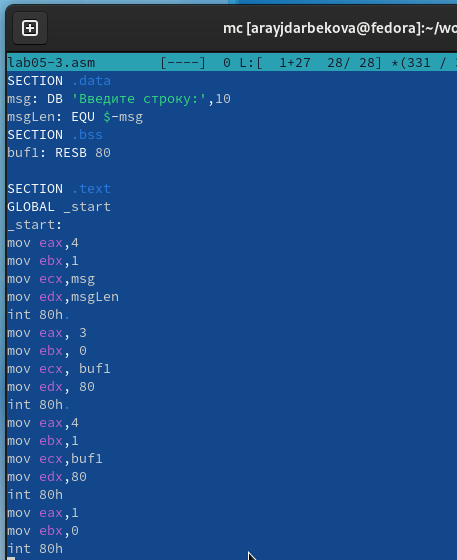 mc [arayjdarbekova@fedora]:~/wo
lab05-3.asm [----] 0 L:[ 1+27 28/ 28] *(331 /
SECTION .data
msg: DB 'Введите строку:',10
msgLen: EQU $-msg
SECTION .bss
buf1: RESB 80
SECTION .text
GLOBAL _start
_start:
mov eax,4
mov ebx,1
mov ecx,msg
mov edx,msgLen
int 80h.
mov eax, 3
mov ebx, 0
mov ecx, buf1
mov edx, 80
int 80h.
mov eax,4
mov ebx,1
mov ecx,buf1
mov edx,80
int 80h
mov eax,1
mov ebx,0
int 80h